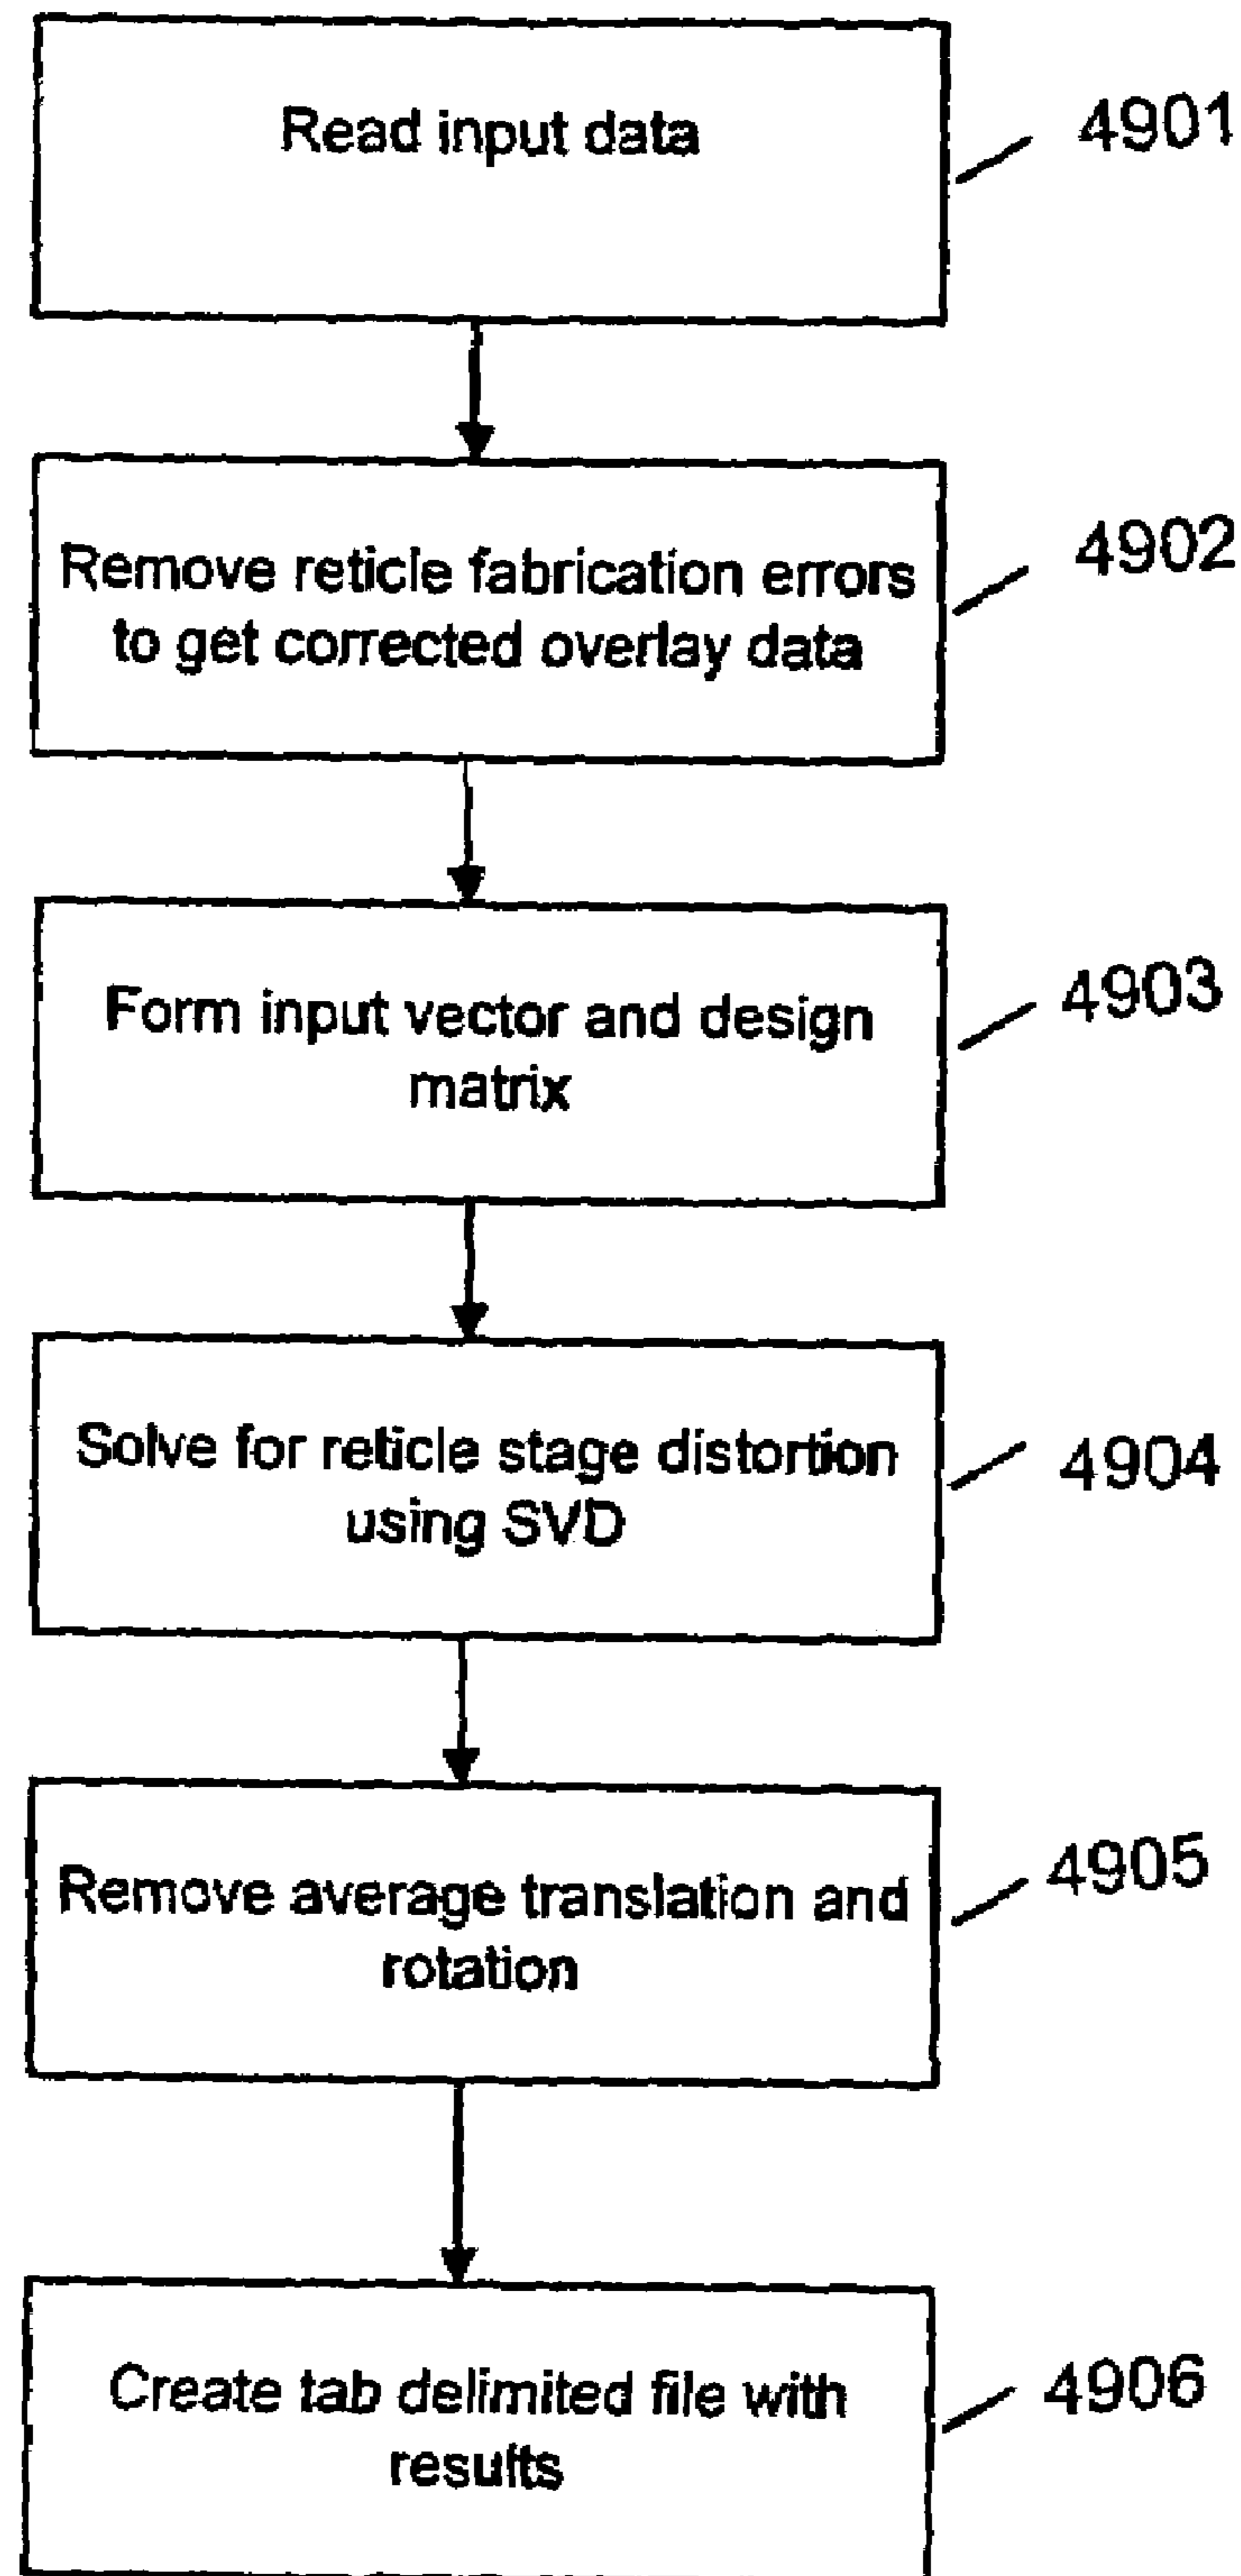 Read input data
4901
Remove reticle fabrication errors
to get corrected overlay data
4902
Form input vector and design
matrix
4903
Solve for reticle stage distortion
using SVD
4904
Remove average translation and
rotation
4905
Create tab delimited file with
results
4906